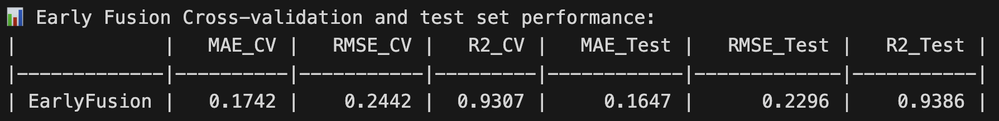 📊 Early Fusion Cross-validation and test set performance:
|             |   MAE_CV |   RMSE_CV |   R2_CV |   MAE_Test |   RMSE_Test |   R2_Test |
|-------------|----------|-----------|---------|------------|-------------|-----------|
| EarlyFusion |   0.1742 |    0.2442 |  0.9307 |     0.1647 |      0.2296 |    0.9386 |